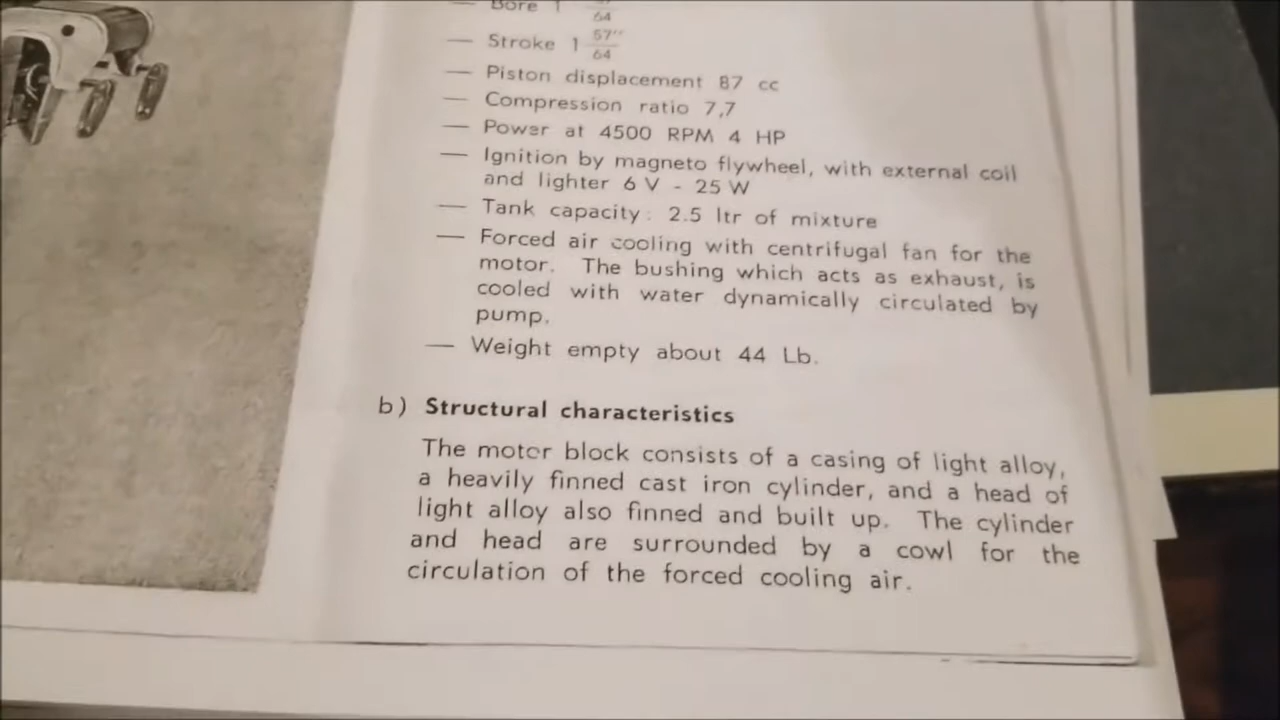 — Bore 1 /64
— Stroke 1 57''/64
— Piston displacement 87 cc
— Compression ratio 7,7
— Power at 4500 RPM 4 HP
— Ignition by magneto flywheel, with external coil
and lighter 6 V - 25 W
— Tank capacity: 2.5 ltr of mixture
— Forced air cooling with centrifugal fan for the
motor. The bushing which acts as exhaust, is
cooled with water dynamically circulated by
pump.
— Weight empty about 44 Lb.
b) Structural characteristics
The motor block consists of a casing of light alloy,
a heavily finned cast iron cylinder, and a head of
light alloy also finned and built up. The cylinder
and head are surrounded by a cowl for the
circulation of the forced cooling air.